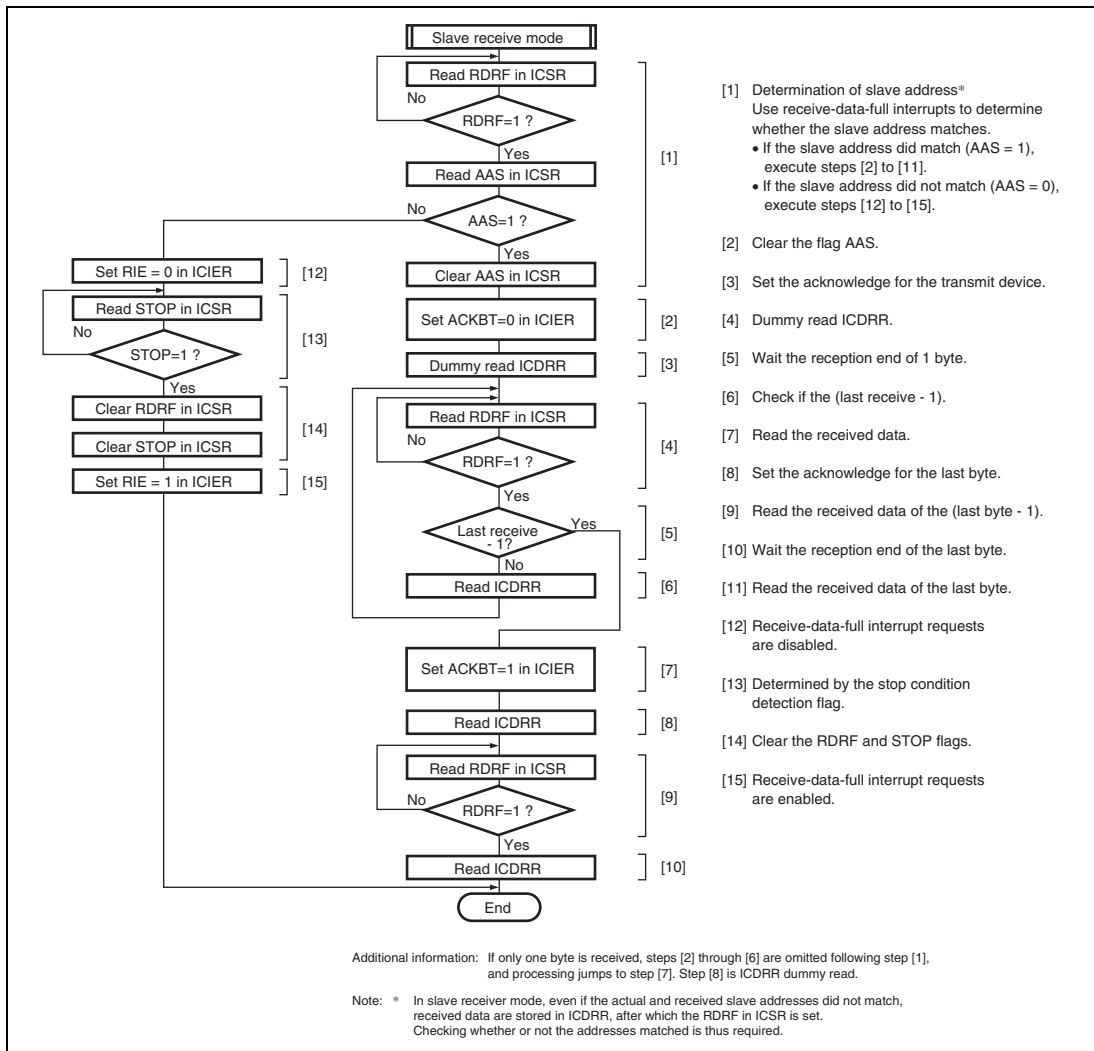 Slave receive mode
Read RDRF in ICSR
No
RDRF=1 ?
Yes
[1]
Read AAS in ICSR
No
AAS=1 ?
Yes
Clear AAS in ICSR
Set RIE = 0 in ICIER
[12]
Read STOP in ICSR
No
STOP=1 ?
[13]
Yes
Clear RDRF in ICSR
[14]
Clear STOP in ICSR
Set RIE = 1 in ICIER
[15]
Set ACKBT=0 in ICIER
[2]
Dummy read ICDRR
[3]
Read RDRF in ICSR
No
RDRF=1 ?
[4]
Yes
Last receive
- 1?
Yes
[5]
No
Read ICDRR
[6]
Set ACKBT=1 in ICIER
[7]
Read ICDRR
[8]
Read RDRF in ICSR
No
RDRF=1 ?
[9]
Yes
Read ICDRR
[10]
End
[1] Determination of slave address*
Use receive-data-full interrupts to determine
whether the slave address matches.
• If the slave address did match (AAS = 1),
execute steps [2] to [11].
• If the slave address did not match (AAS = 0),
execute steps [12] to [15].
[2] Clear the flag AAS.
[3] Set the acknowledge for the transmit device.
[4] Dummy read ICDRR.
[5] Wait the reception end of 1 byte.
[6] Check if the (last receive - 1).
[7] Read the received data.
[8] Set the acknowledge for the last byte.
[9] Read the received data of the (last byte - 1).
[10] Wait the reception end of the last byte.
[11] Read the received data of the last byte.
[12] Receive-data-full interrupt requests
are disabled.
[13] Determined by the stop condition
detection flag.
[14] Clear the RDRF and STOP flags.
[15] Receive-data-full interrupt requests
are enabled.
Additional information: If only one byte is received, steps [2] through [6] are omitted following step [1],
and processing jumps to step [7]. Step [8] is ICDRR dummy read.
Note: * In slave receiver mode, even if the actual and received slave addresses did not match,
received data are stored in ICDRR, after which the RDRF in ICSR is set.
Checking whether or not the addresses matched is thus required.